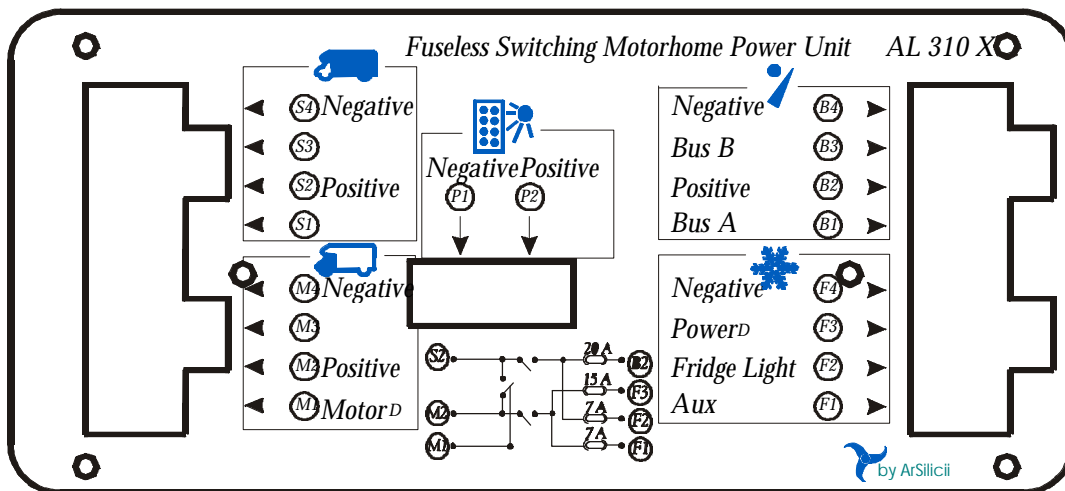 Fuseless Switching Motorhome Power Unit AL 310 X
S4 Negative
S3
S2 Positive
S1
Negative Positive
P1 P2
Negative B4
Bus B B3
Positive B2
Bus A B1
M4 Negative
M3
M2 Positive
M1 Motor D
Negative F4
Power D F3
Fridge Light F2
Aux F1
S2 20 A B2
15 A F3
M2 7 A F2
M1 7 A F1
by ArSilicii